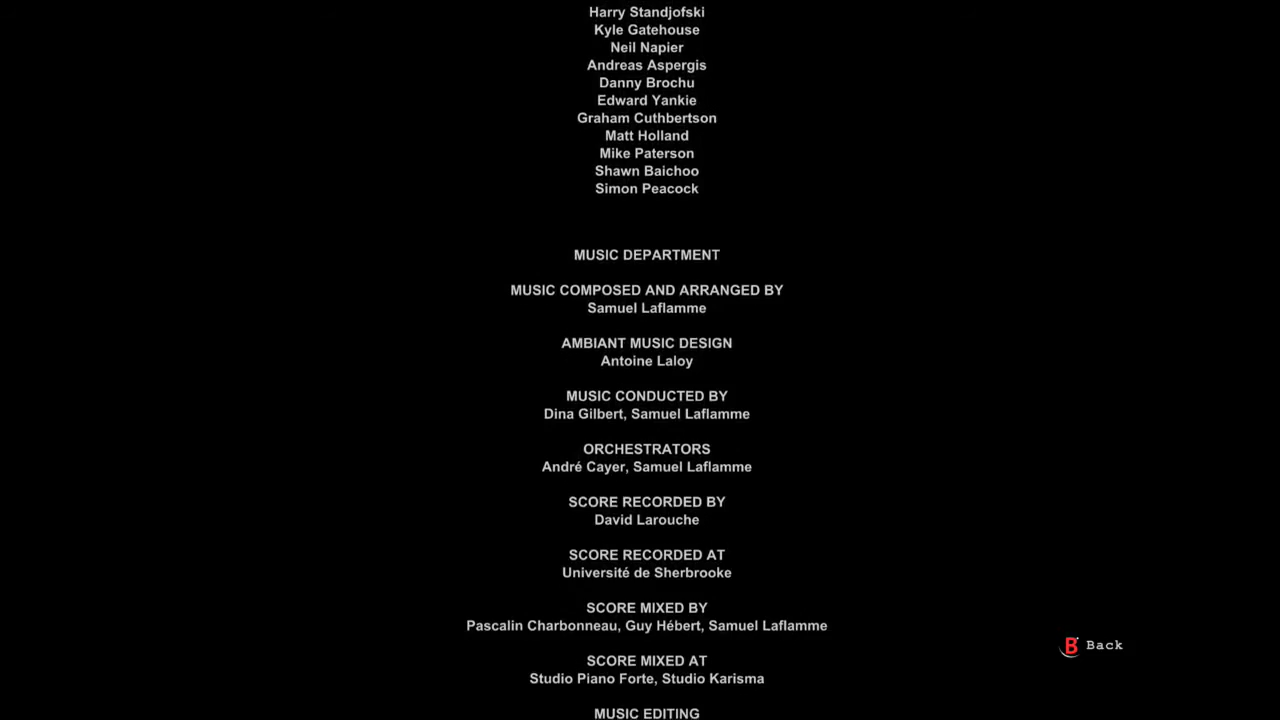 Harry Standjofski
Kyle Gatehouse
Neil Napier
Andreas Aspergis
Danny Brochu
Edward Yankie
Graham Cuthbertson
Matt Holland
Mike Paterson
Shawn Baichoo
Simon Peacock
MUSIC DEPARTMENT
MUSIC COMPOSED AND ARRANGED BY
Samuel Laflamme
AMBIANT MUSIC DESIGN
Antoine Laloy
MUSIC CONDUCTED BY
Dina Gilbert, Samuel Laflamme
ORCHESTRATORS
André Cayer, Samuel Laflamme
SCORE RECORDED BY
David Larouche
SCORE RECORDED AT
Université de Sherbrooke
SCORE MIXED BY
Pascalin Charbonneau, Guy Hébert, Samuel Laflamme
B Back
SCORE MIXED AT
Studio Piano Forte, Studio Karisma
MUSIC EDITING